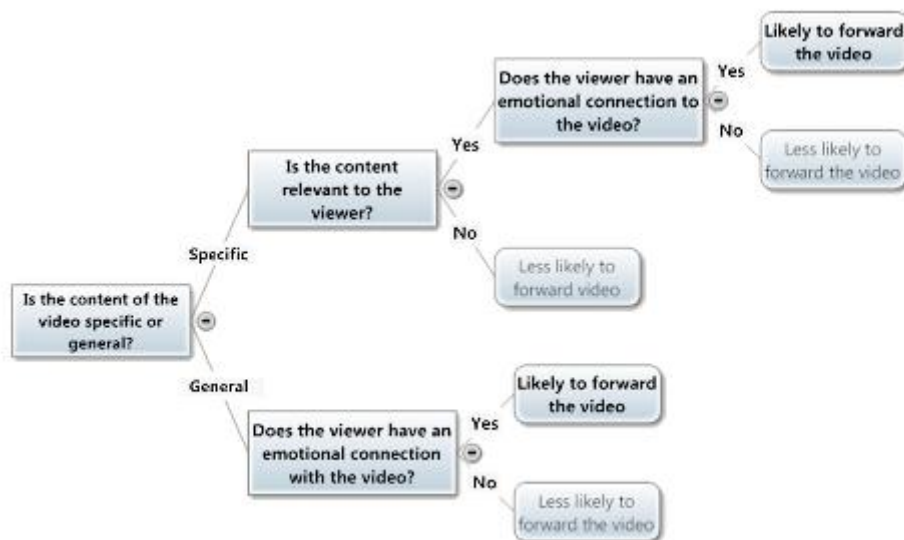 Likely to forward
the video
Yes
Does the viewer have an
emotional connection to
the video?
No
Less likely to
forward the video
Yes
Is the content
relevant to the
viewer?
No
Less likely to
forward video
Specific
Is the content of the
video specific or
general?
General
Likely to forward
the video
Yes
Does the viewer have an
emotional connection
with the video?
No
Less likely to
forward the video